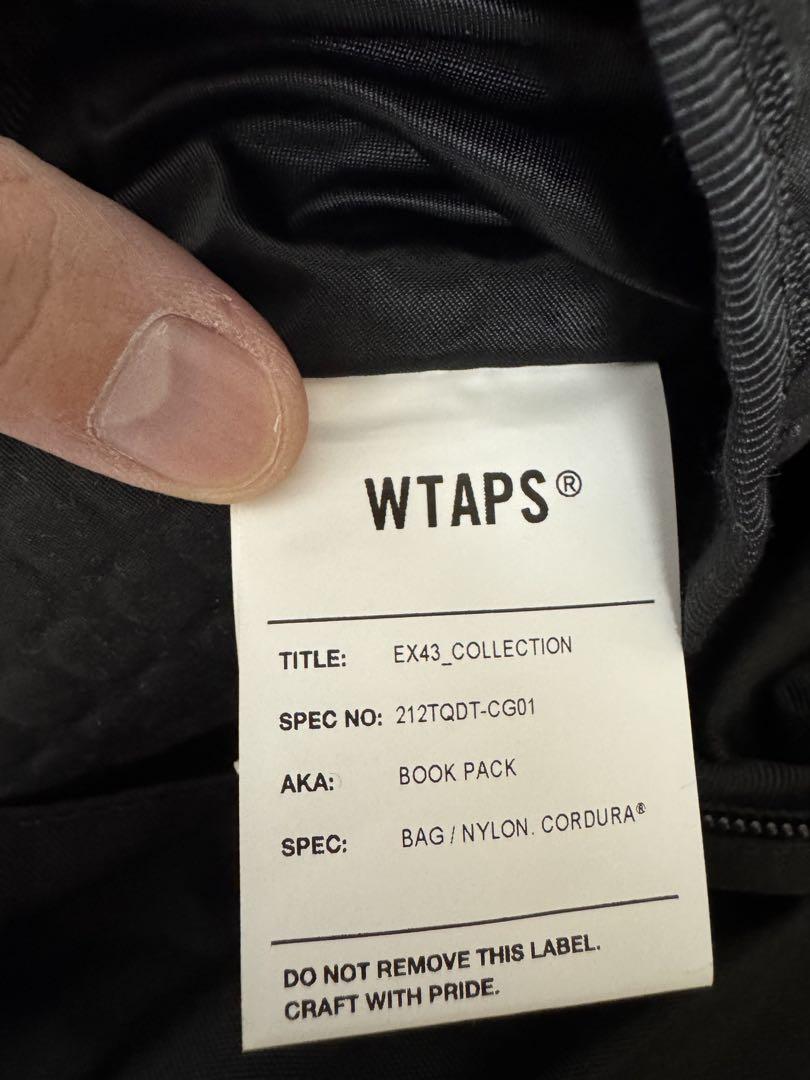 WTAPS®
TITLE: EX43_COLLECTION
SPEC NO: 212TQDT-CG01
AKA: BOOK PACK
SPEC: BAG / NYLON. CORDURA®
DO NOT REMOVE THIS LABEL.
CRAFT WITH PRIDE.